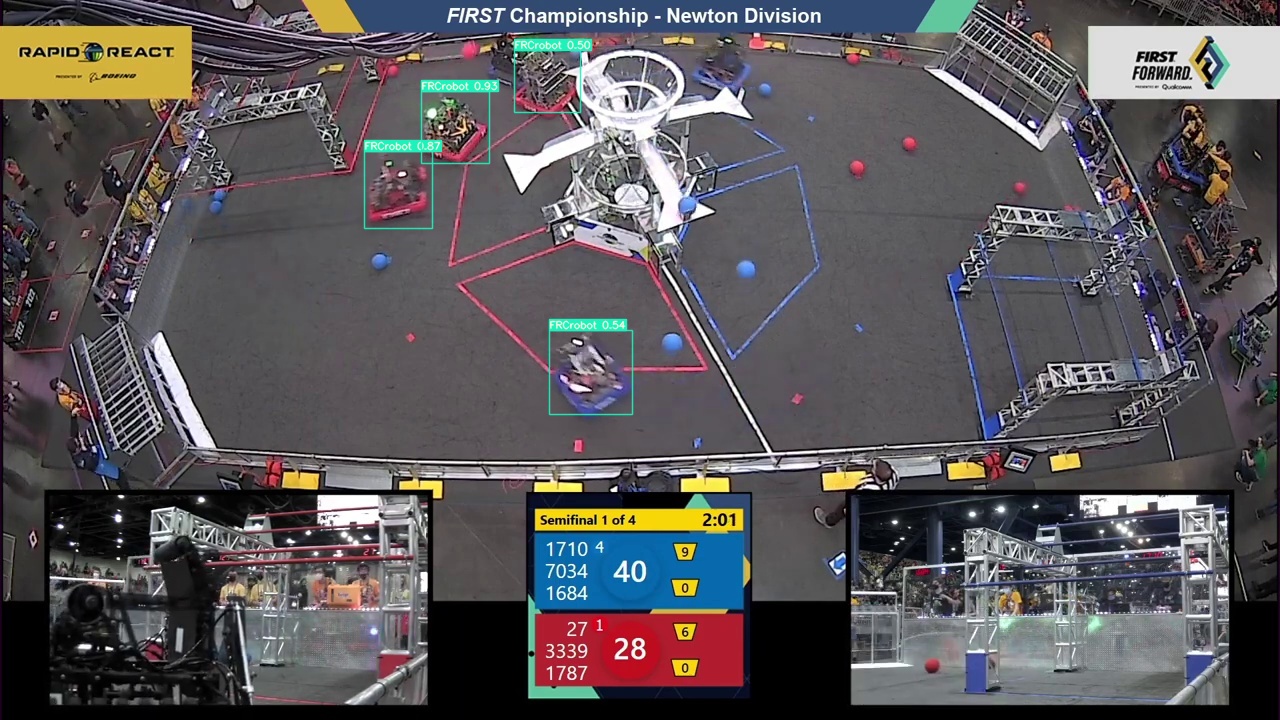 FIRST Championship - Newton Division
RAPID REACT
PRESENTED BY BOEING
FIRST
FORWARD
PRESENTED BY Qualcomm
FRCrobot 0.50
FRCrobot 0.93
FRCrobot 0.87
FRCrobot 0.54
Semifinal 1 of 4 2:01
1710 4
7034
1684
40
9
0
27 1
3339
1787
28
6
0